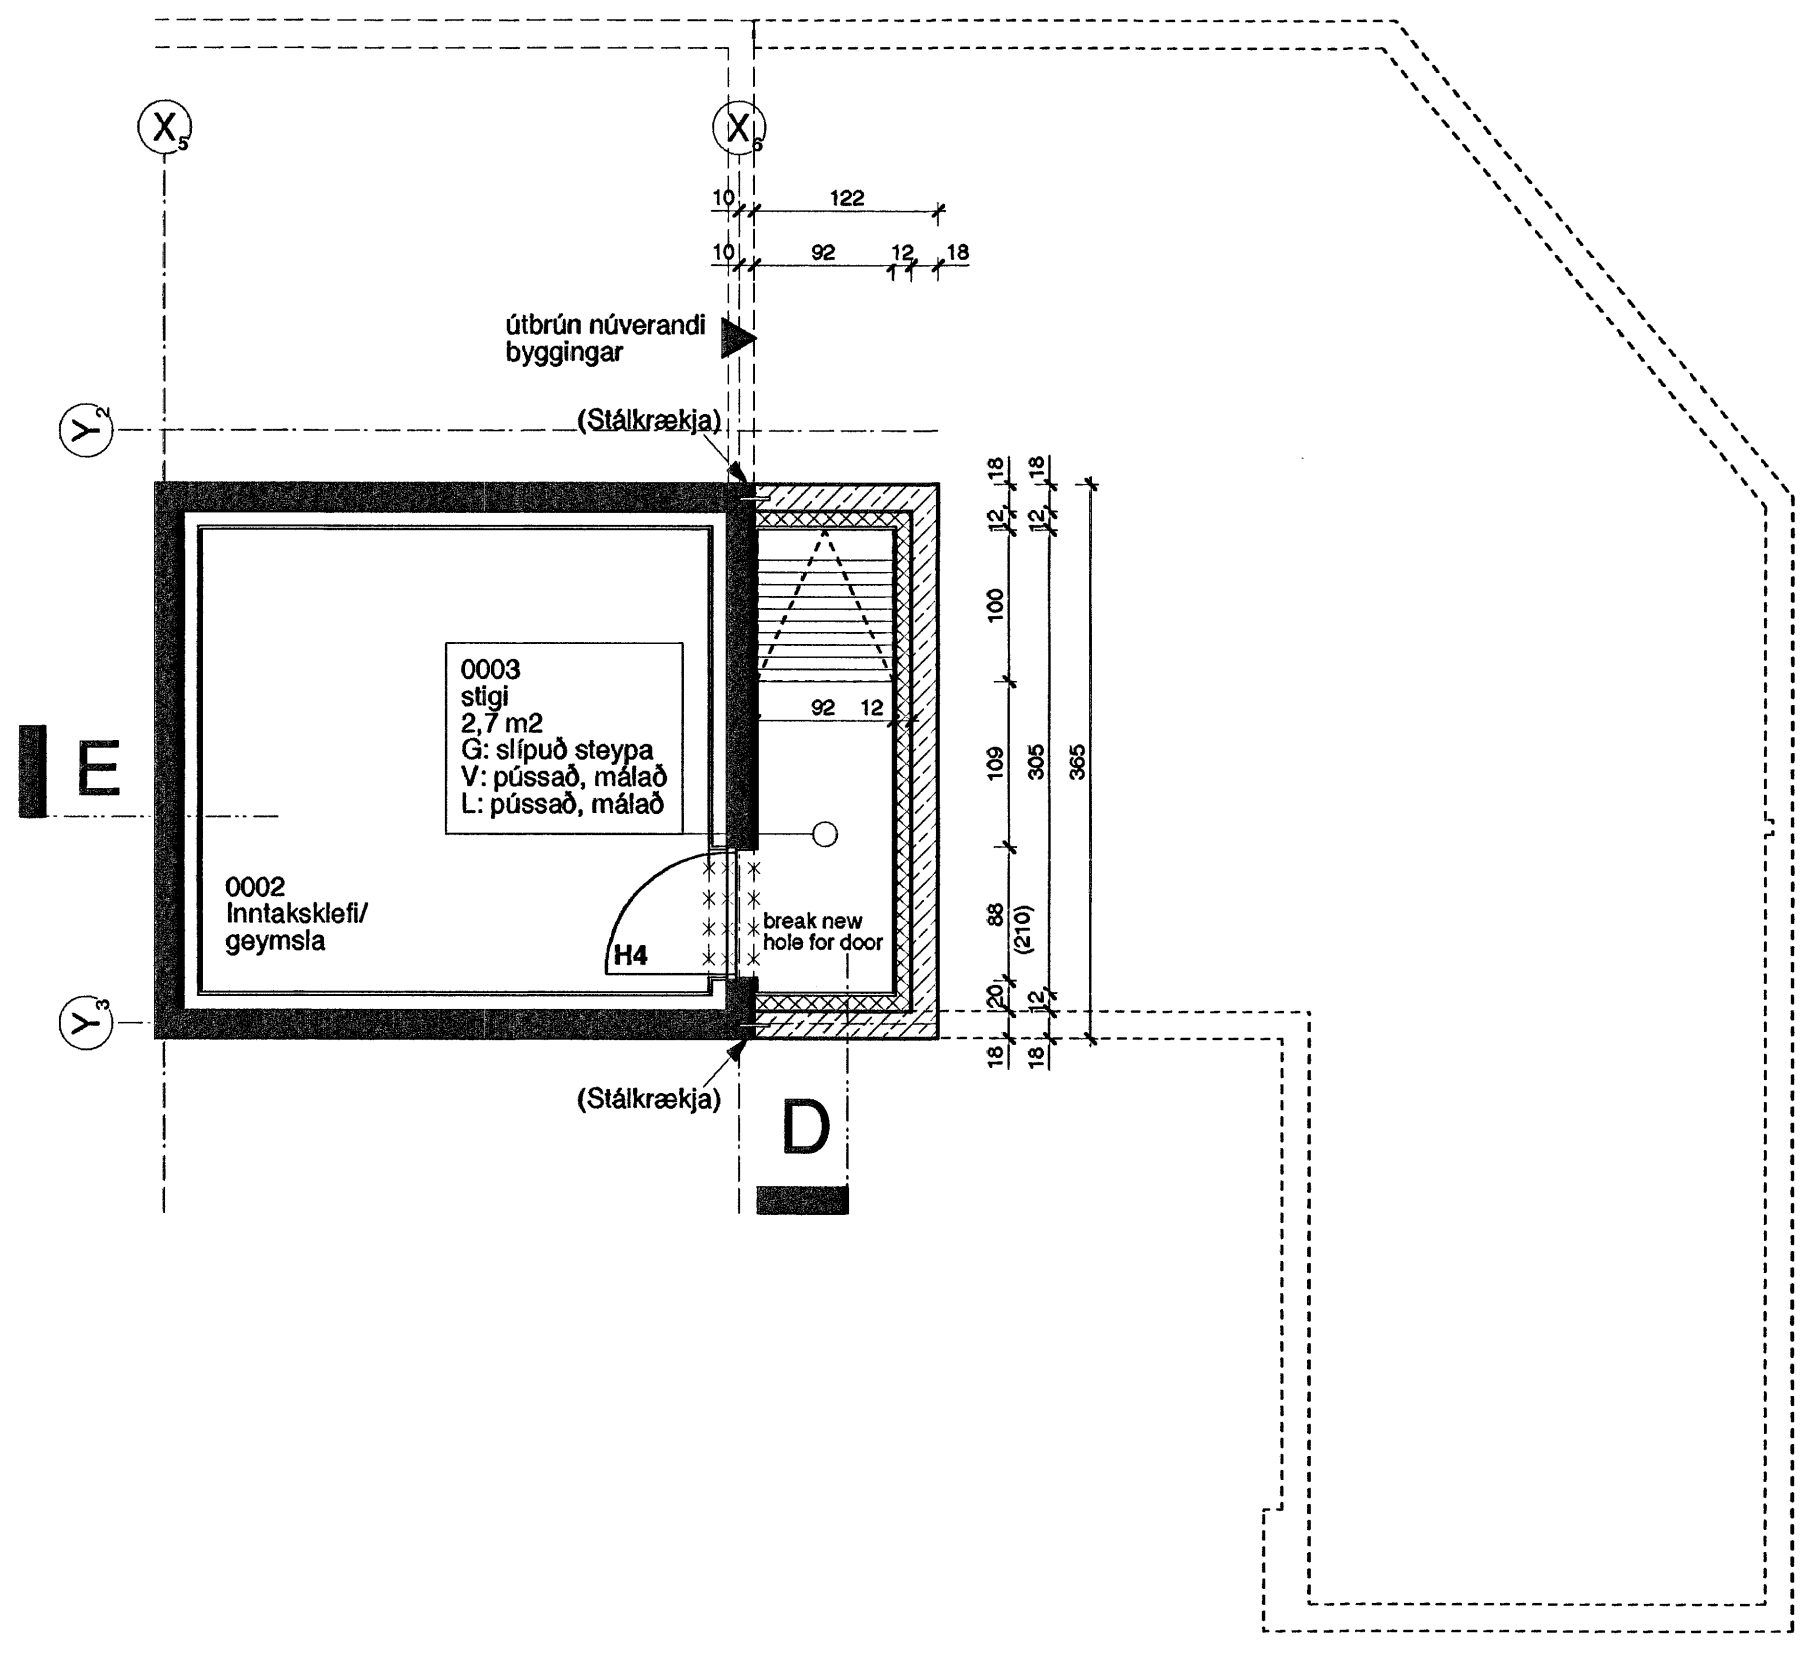 X5
X6
10 122
10 92 12 18
útbrún núverandi
byggingar
Y2
(Stálkrækja)
18 18
12 12
100
0003
stigi
2,7 m2
G: slípuð steypa
V: pússað, málað
L: pússað, málað
92 12
109 305 365
E
0002
Inntaksklefi/
geymsla
H4
break new
hole for door
88
(210)
20 12
18 18
Y3
(Stálkrækja)
D